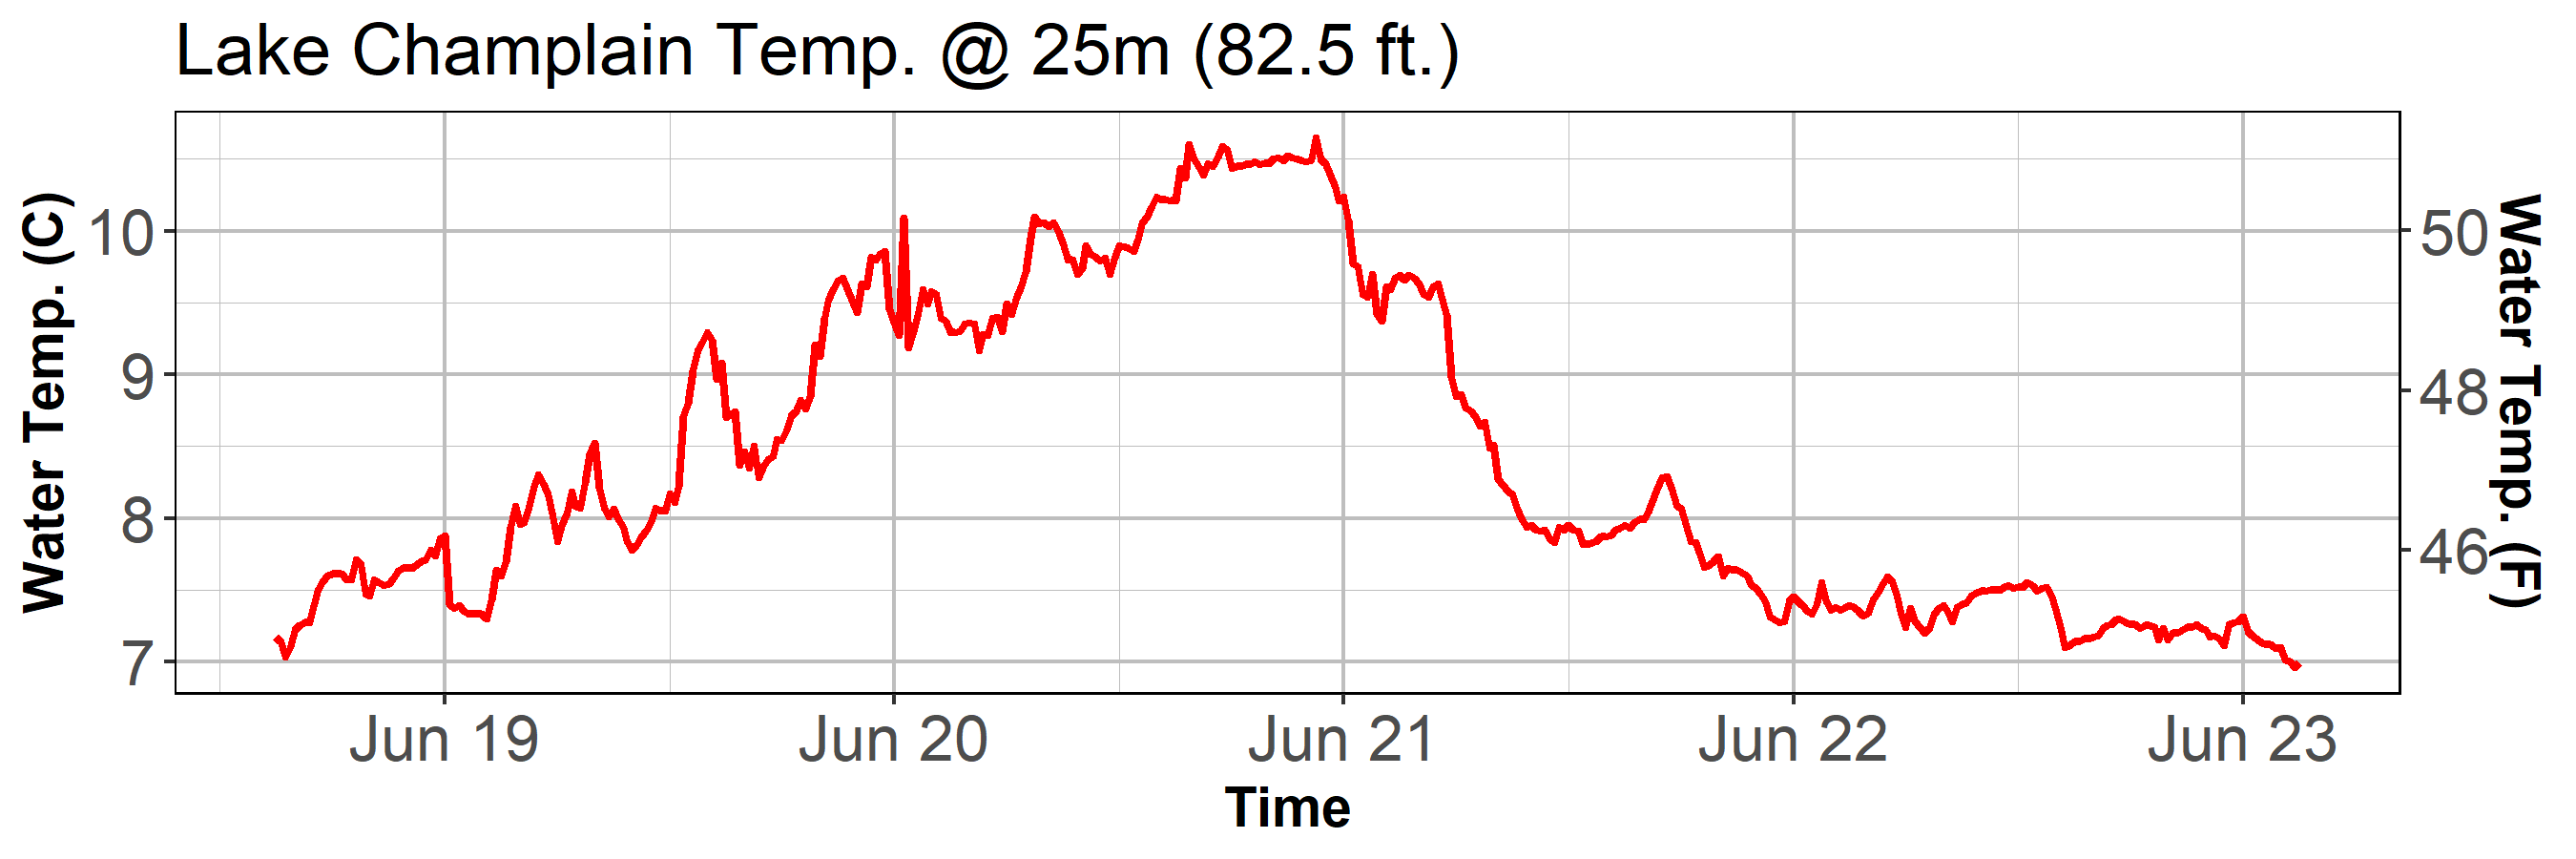 Lake Champlain Temp. @ 25m (82.5 ft.)
Water Temp. (C)
10
9
8
7
50
48
46
Water Temp. (F)
Jun 19 Jun 20 Jun 21 Jun 22 Jun 23
Time